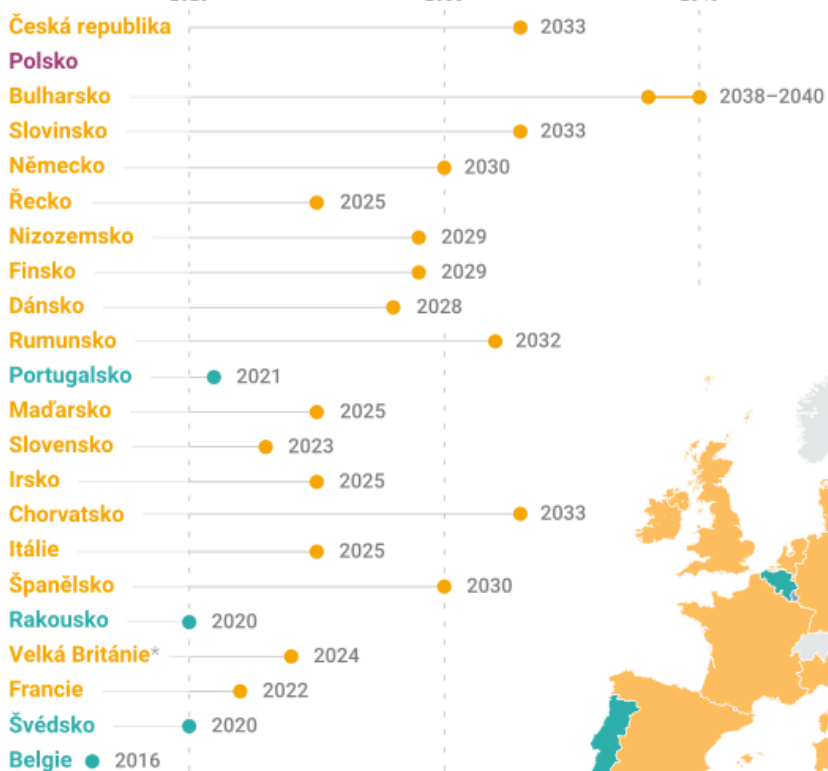 Česká republika 2033
Polsko
Bulharsko 2038–2040
Slovinsko 2033
Německo 2030
Řecko 2025
Nizozemsko 2029
Finsko 2029
Dánsko 2028
Rumunsko 2032
Portugalsko 2021
Maďarsko 2025
Slovensko 2023
Irsko 2025
Chorvatsko 2033
Itálie 2025
Španělsko 2030
Rakousko 2020
Velká Británie* 2024
Francie 2022
Švédsko 2020
Belgie 2016